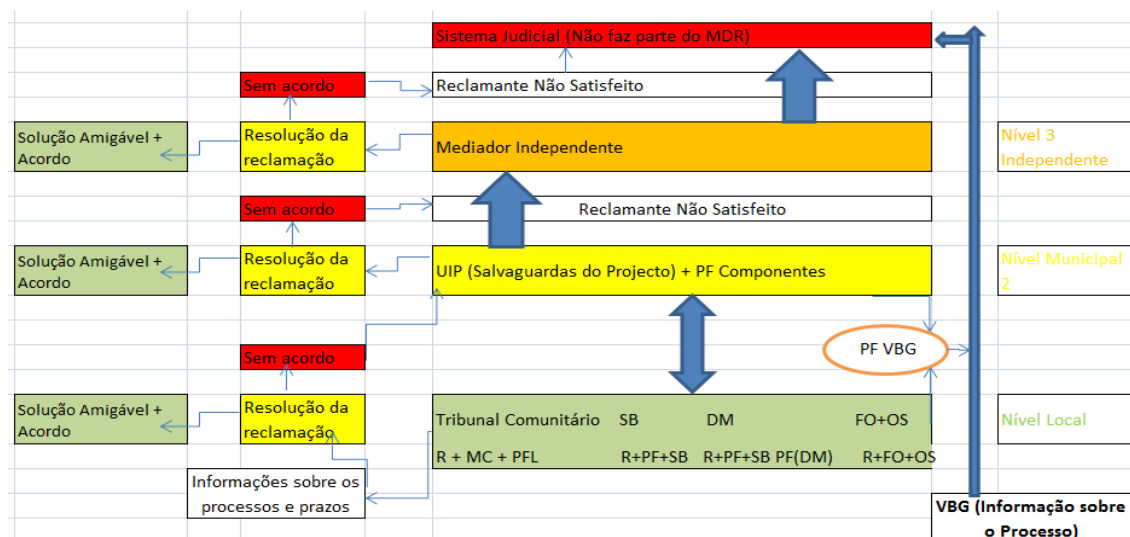 Sistema Judicial (Não faz parte do MDR)
Sem acordo
Reclamante Não Satisfeito
Solução Amigável +
Acordo
Resolução da
reclamação
Mediador Independente
Nível 3
Independente
Sem acordo
Reclamante Não Satisfeito
Solução Amigável +
Acordo
Resolução da
reclamação
UIP (Salvaguardas do Projecto) + PF Componentes
Nível Municipal
2
Sem acordo
PF VBG
Solução Amigável +
Acordo
Resolução da
reclamação
Tribunal Comunitário SB DM FO+OS
R + MC + PFL R+PF+SB R+PF+SB PF(DM) R+FO+OS
Nível Local
Informações sobre os
processos e prazos
VBG (Informação sobre
o Processo)